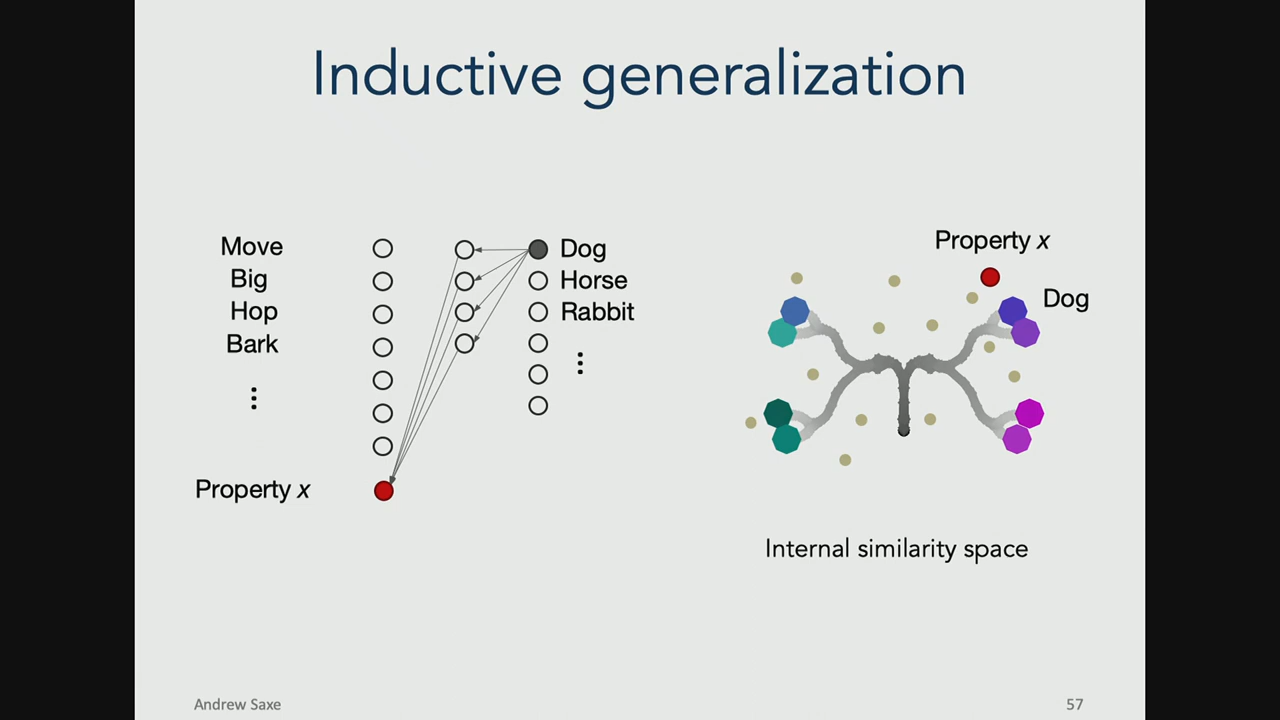 Inductive generalization
Move
Big
Hop
Bark
⋮
Property x
Dog
Horse
Rabbit
⋮
Property x
Dog
Internal similarity space
Andrew Saxe
57